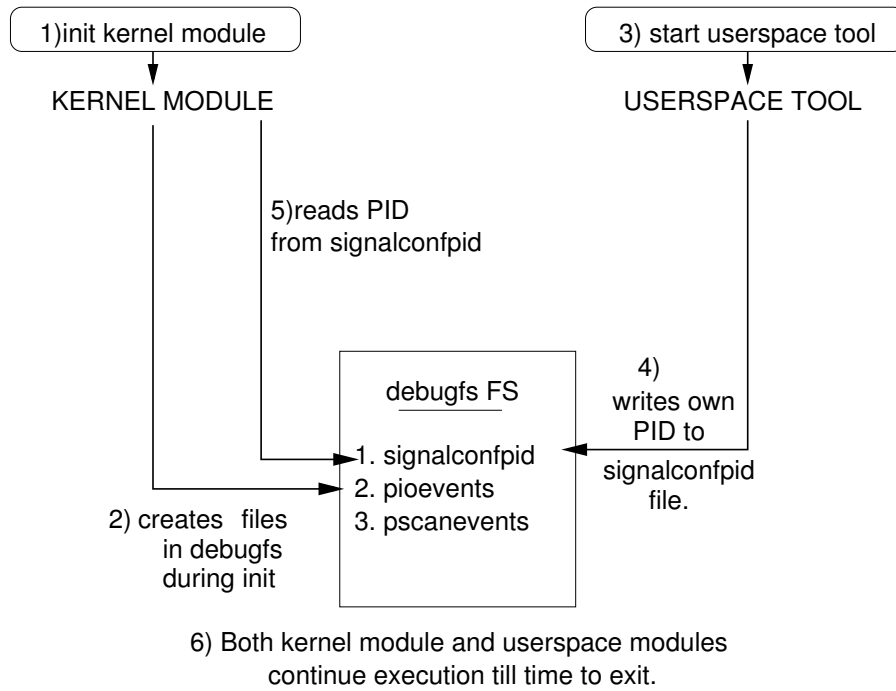 1)init kernel module
3) start userspace tool
KERNEL MODULE
USERSPACE TOOL
5)reads PID
from signalconfpid
debugfs FS
1. signalconfpid
2. pioevents
3. pscanevents
4)
writes own
PID to
signalconfpid
file.
2) creates files
in debugfs
during init
6) Both kernel module and userspace modules
continue execution till time to exit.